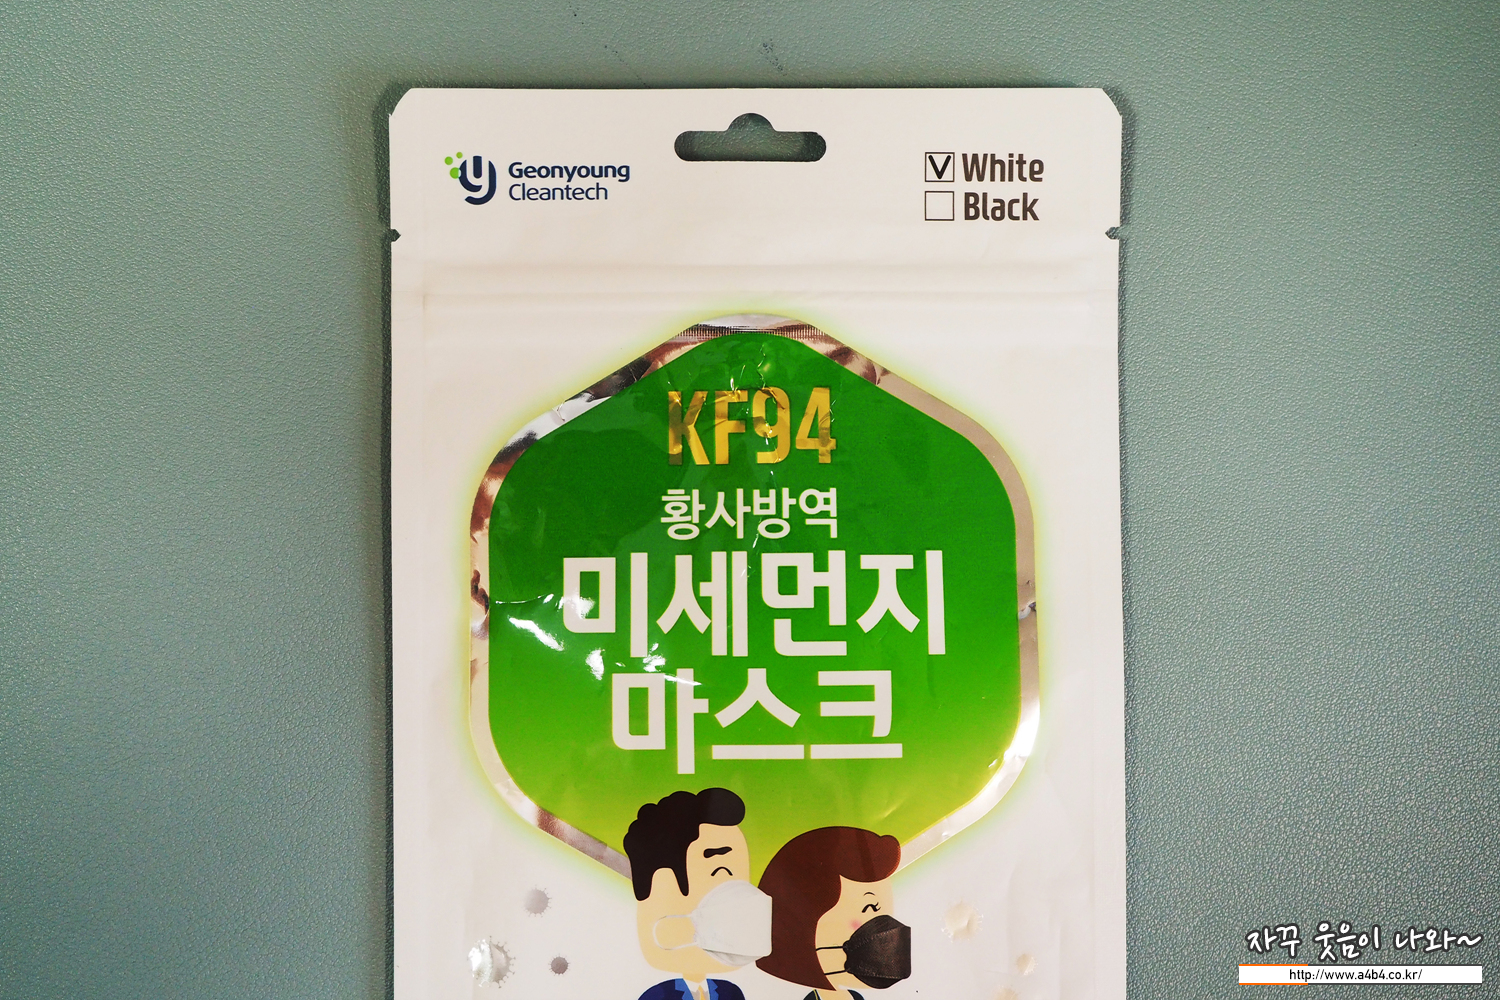 Geonyoung
Cleantech
V White
Black
KF94
황사방역
미세먼지
마스크
자꾸 웃음이 나와~
http://www.a4b4.co.kr/